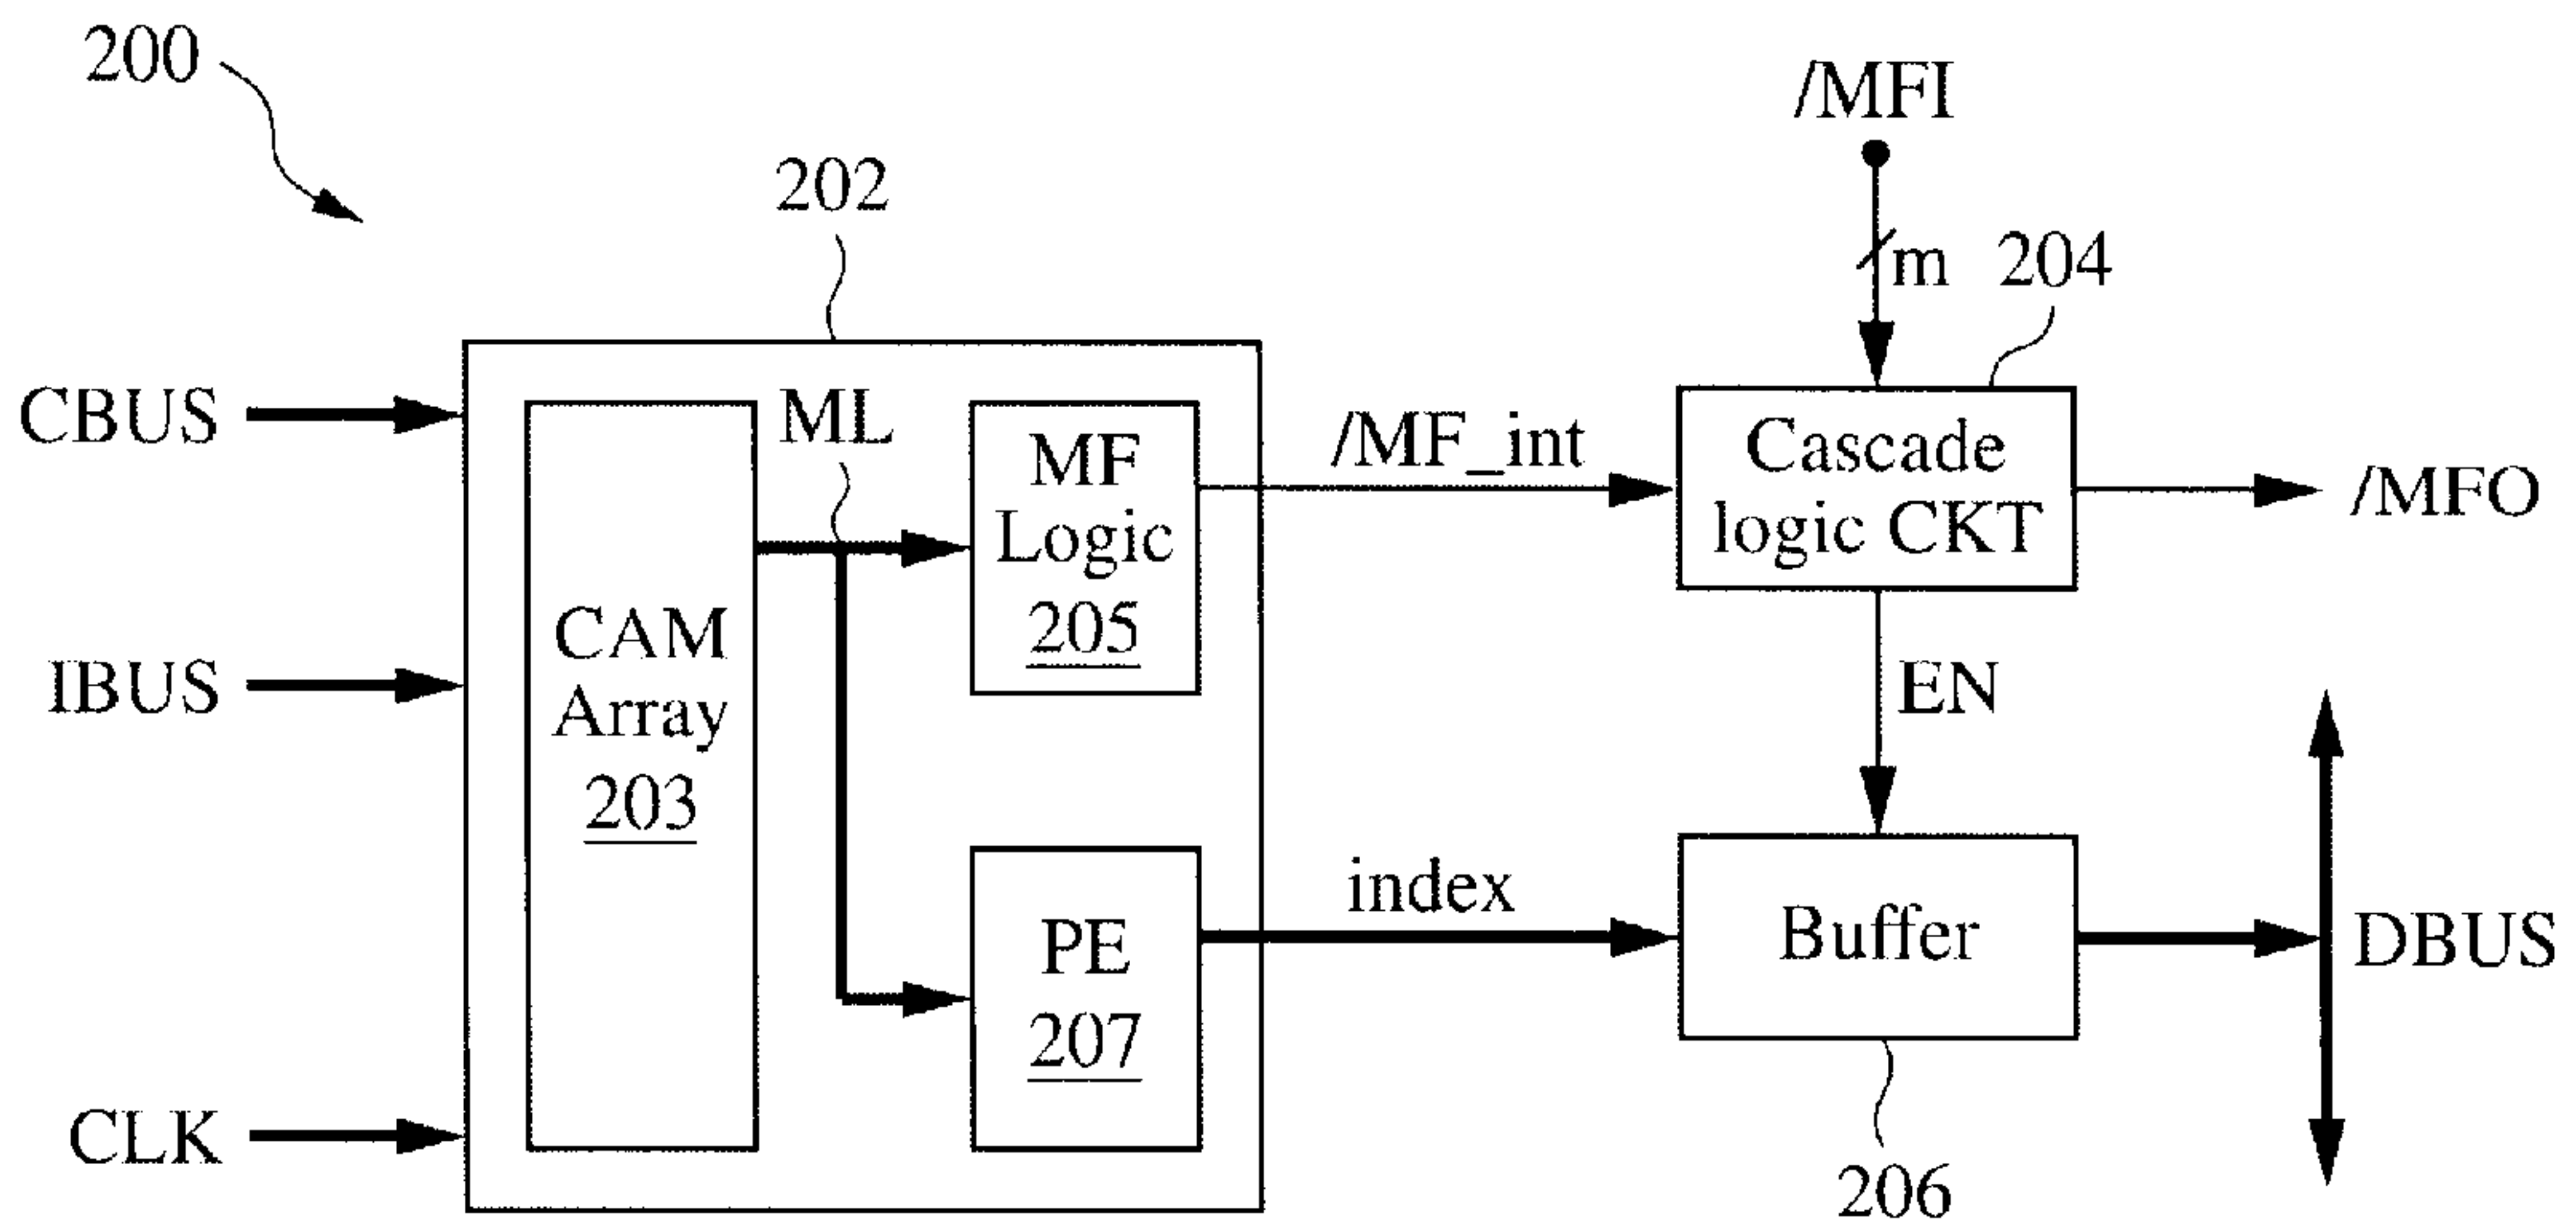 200
/MFI
202
m
204
CBUS
ML
MF
Logic
205
/MF_int
Cascade
logic CKT
/MFO
CAM
Array
203
IBUS
EN
index
PE
207
Buffer
DBUS
CLK
206